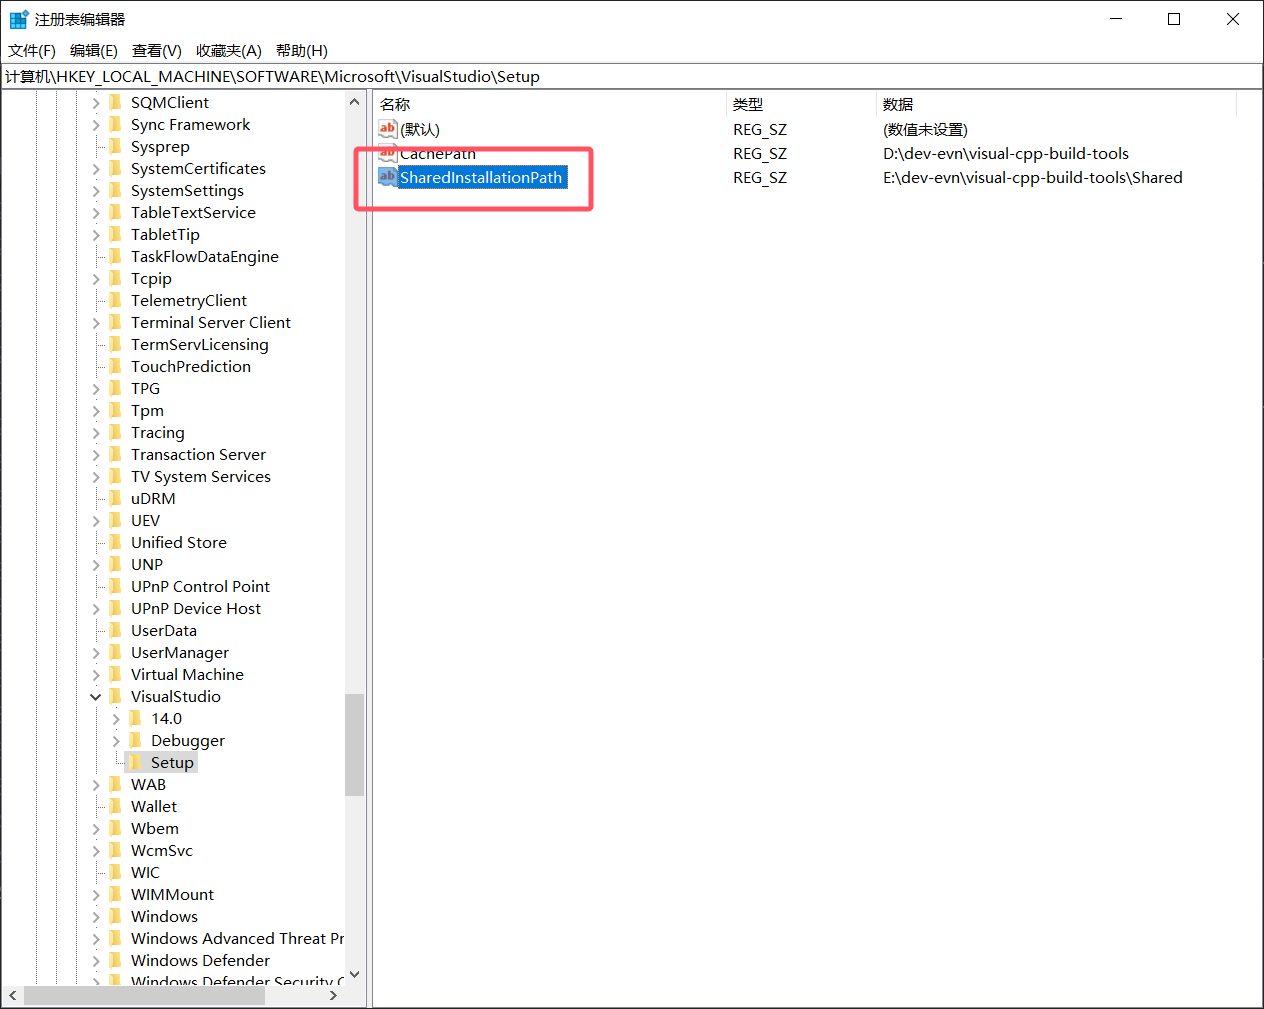 注册表编辑器
文件(F) 编辑(E) 查看(V) 收藏夹(A) 帮助(H)
计算机\HKEY_LOCAL_MACHINE\SOFTWARE\Microsoft\VisualStudio\Setup
SQMClient
Sync Framework
Sysprep
SystemCertificates
SystemSettings
TableTextService
TabletTip
TaskFlowDataEngine
Tcpip
TelemetryClient
Terminal Server Client
TermServLicensing
TouchPrediction
TPG
Tpm
Tracing
Transaction Server
TV System Services
uDRM
UEV
Unified Store
UNP
UPnP Control Point
UPnP Device Host
UserData
UserManager
Virtual Machine
VisualStudio
14.0
Debugger
Setup
WAB
Wallet
Wbem
WcmSvc
WIC
WIMMount
Windows
Windows Advanced Threat Pr
Windows Defender
Windows Defender Security C
名称 类型 数据
(默认) REG_SZ (数值未设置)
CachePath REG_SZ D:\dev-evn\visual-cpp-build-tools
SharedInstallationPath REG_SZ E:\dev-evn\visual-cpp-build-tools\Shared